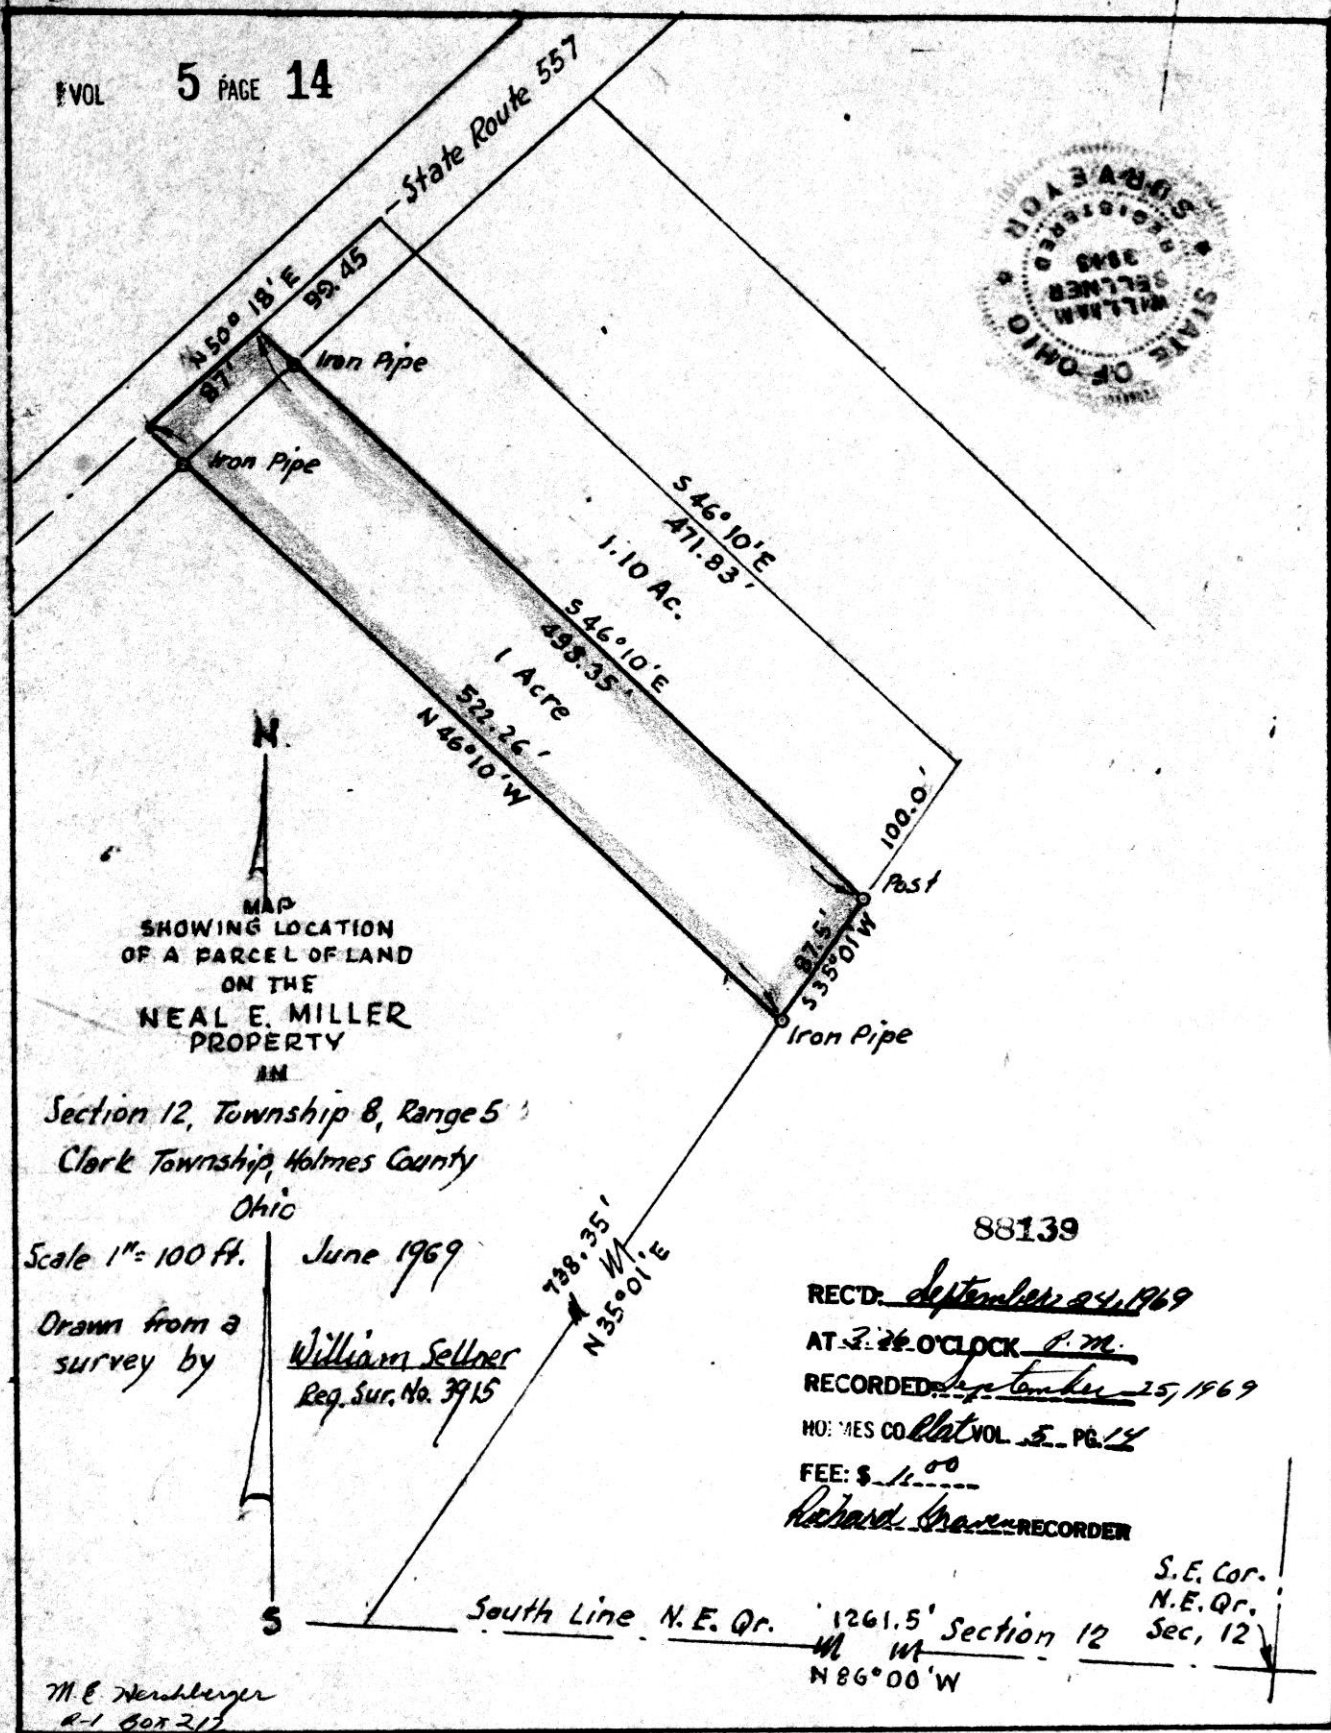 VOL 5 PAGE 14
State Route 557
N 50° 18' E
99.45
87'
Iron Pipe
Iron Pipe
S 46° 10' E
471.83'
1.10 Ac.
S 46° 10' E
498.35'
1 Acre
522.26'
N 46° 10' W
100.0'
Post
87.5'
S 35° 01' W
Iron Pipe
N.
MAP
SHOWING LOCATION
OF A PARCEL OF LAND
ON THE
NEAL E. MILLER
PROPERTY
IN
Section 12, Township 8, Range 5
Clark Township, Holmes County
Ohio
Scale 1"= 100 ft.
June 1969
Drawn from a
survey by
William Sellner
Reg. Sur. No. 3915
738.35'
N 35° 01' E
88139
REC'D: September 24, 1969
AT O'CLOCK P.M.
RECORDED: September 25, 1969
HOLMES CO Plat VOL. 5 PG. 14
FEE: $
Richard RECORDER
S
South Line N.E. Qr. 1261.5' Section 12
N 86° 00' W
S.E. Cor.
N.E. Qr.
Sec, 12
M.E. Hershberger
R-1 Box 212
STATE OF OHIO
REGISTERED
SURVEYOR
WILLIAM
SELLNER